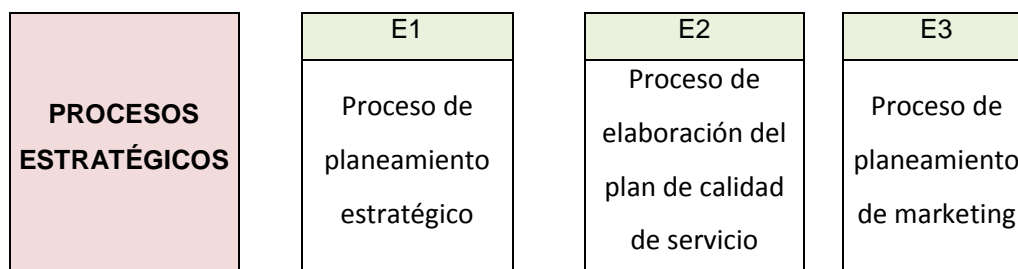 PROCESOS
ESTRATÉGICOS
E1
Proceso de
planeamiento
estratégico
E2
Proceso de
elaboración del
plan de calidad
de servicio
E3
Proceso de
planeamiento
de marketing